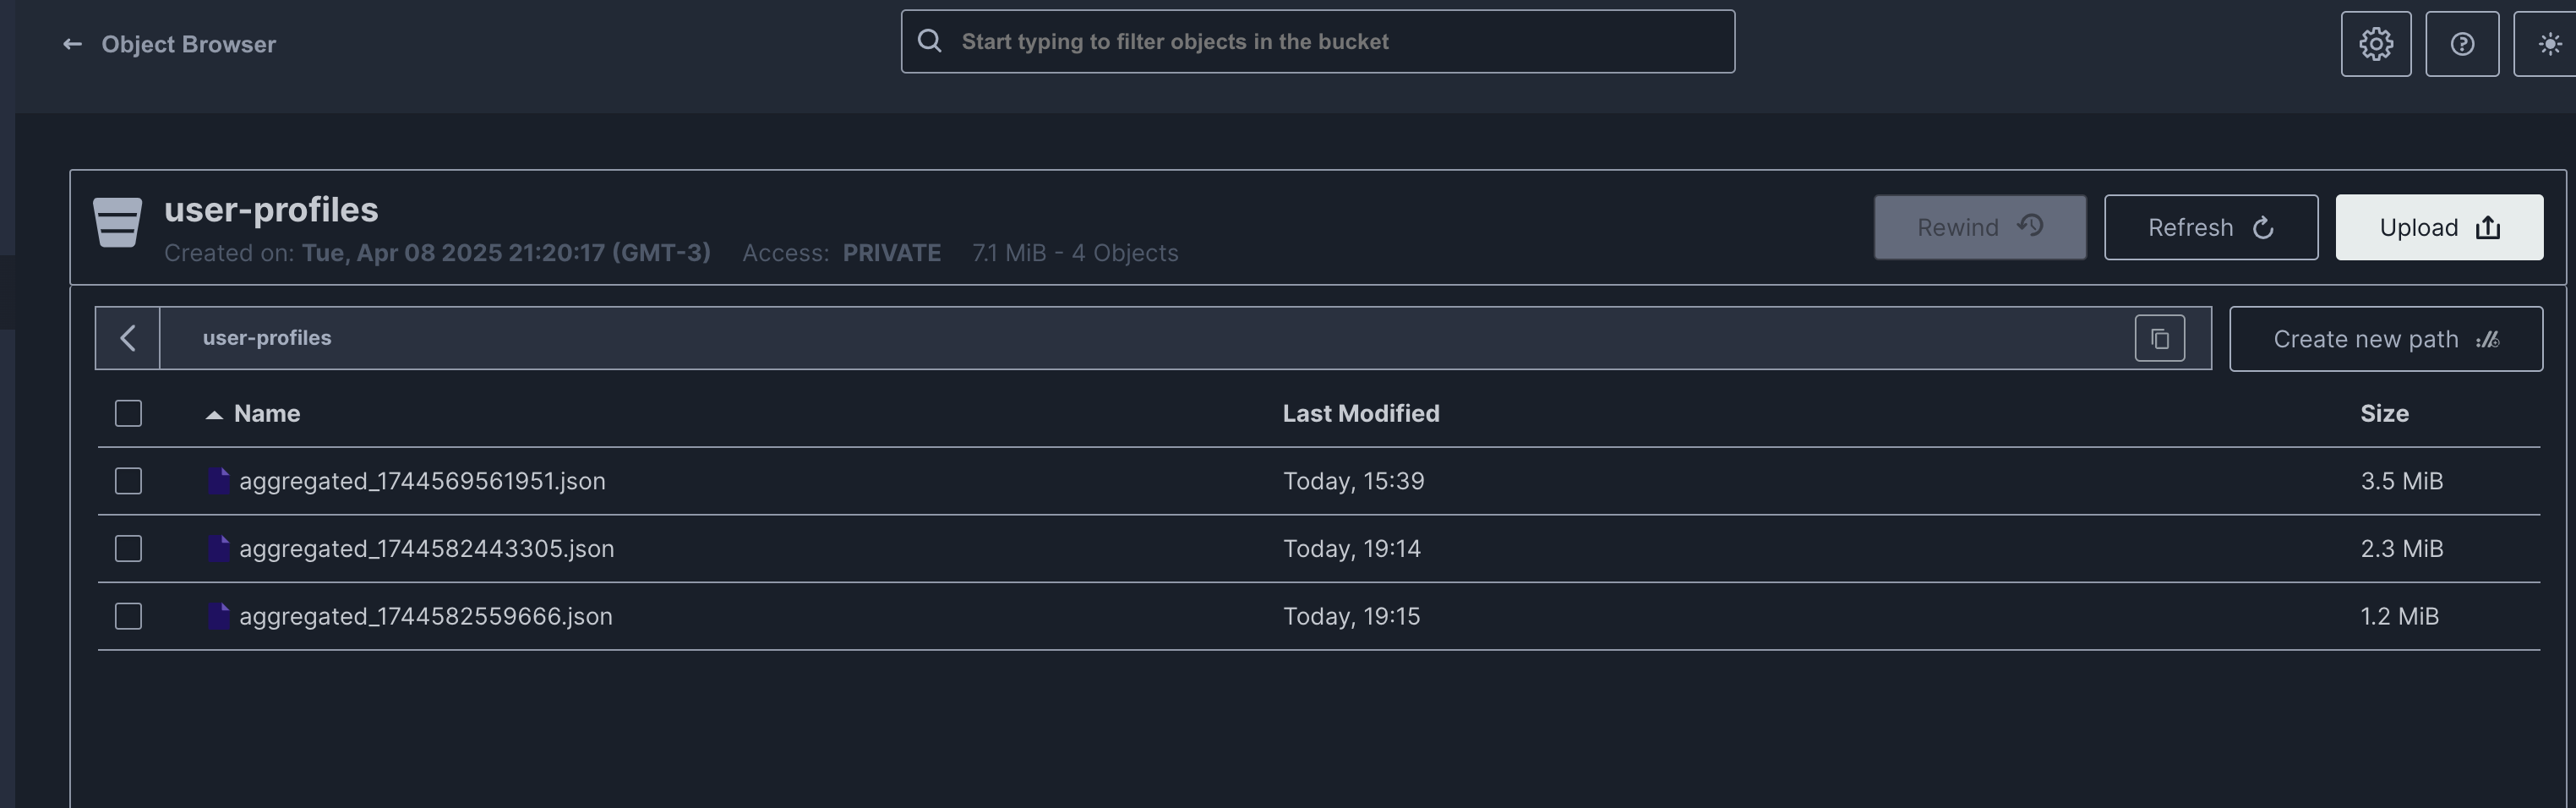 Object Browser
Start typing to filter objects in the bucket
user-profiles
Created on: Tue, Apr 08 2025 21:20:17 (GMT-3) Access: PRIVATE 7.1 MiB - 4 Objects
Rewind Refresh Upload
user-profiles
Create new path
Name Last Modified Size
aggregated_1744569561951.json Today, 15:39 3.5 MiB
aggregated_1744582443305.json Today, 19:14 2.3 MiB
aggregated_1744582559666.json Today, 19:15 1.2 MiB